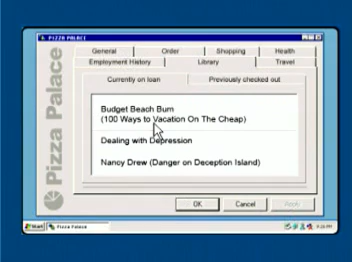 PIZZA PALACE
Pizza Palace
General
Order
Shopping
Health
Employment History
Library
Travel
Currently on loan
Previously checked out
Budget Beach Bum
(100 Ways to Vacation On The Cheap)
Dealing with Depression
Nancy Drew (Danger on Deception Island)
OK
Cancel
Apply
Start
Pizza Palace